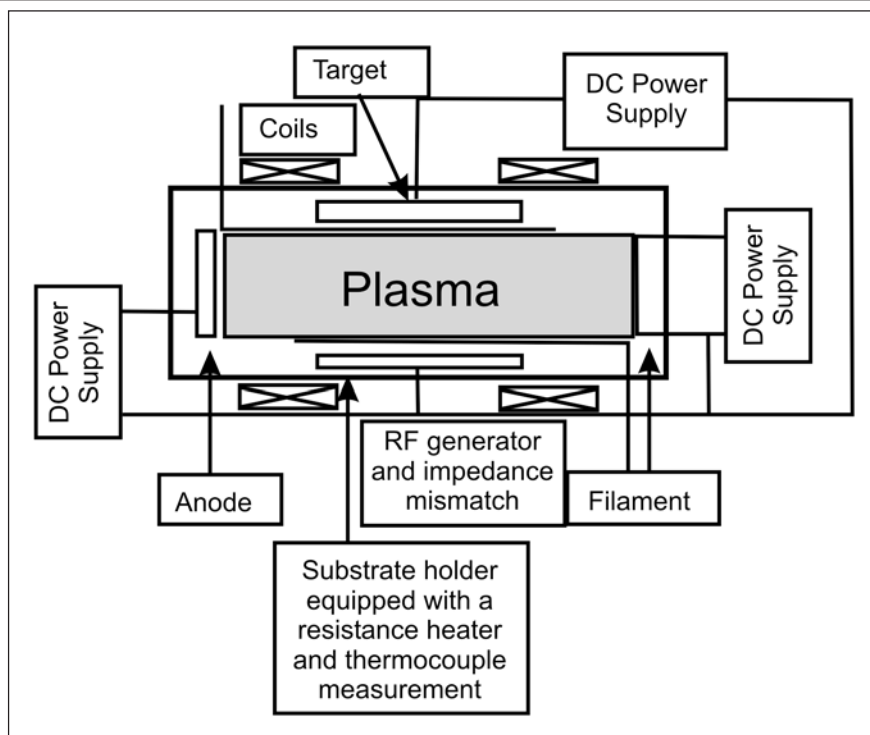 Target
DC Power
Supply
Coils
Plasma
DC Power
Supply
DC Power
Supply
RF generator
and impedance
mismatch
Anode
Filament
Substrate holder
equipped with a
resistance heater
and thermocouple
measurement